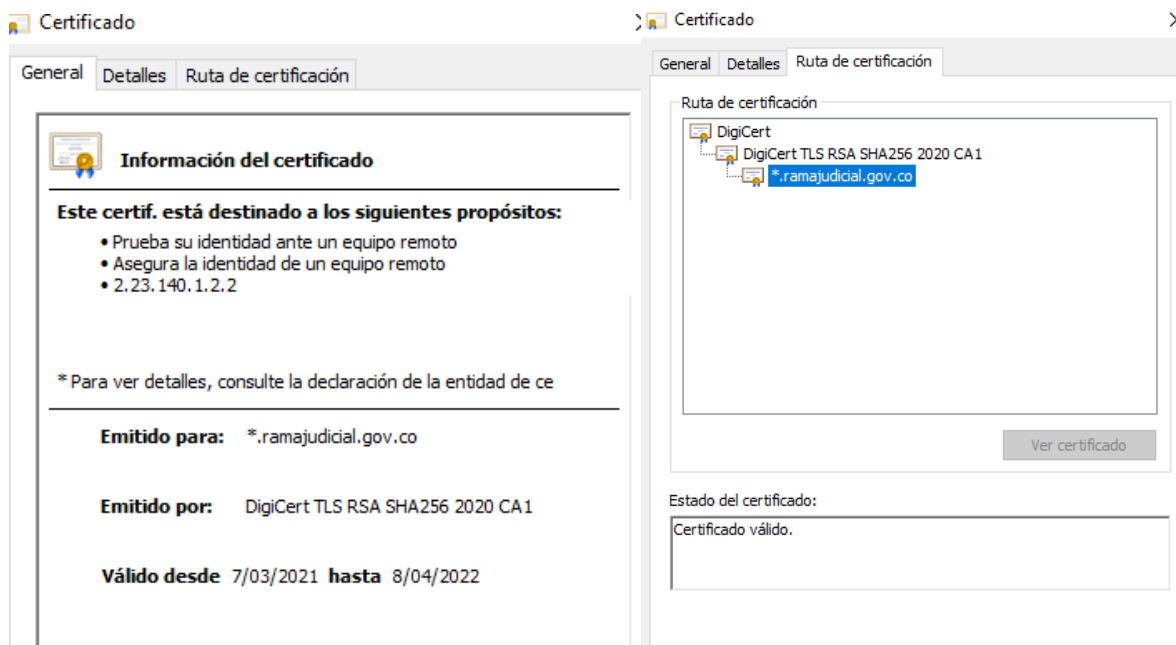 Certificado
General Detalles Ruta de certificación
Información del certificado
Este certif. está destinado a los siguientes propósitos:
• Prueba su identidad ante un equipo remoto
• Asegura la identidad de un equipo remoto
• 2.23.140.1.2.2
* Para ver detalles, consulte la declaración de la entidad de ce
Emitido para: *.ramajudicial.gov.co
Emitido por: DigiCert TLS RSA SHA256 2020 CA1
Válido desde 7/03/2021 hasta 8/04/2022
Certificado
General Detalles Ruta de certificación
Ruta de certificación
DigiCert
DigiCert TLS RSA SHA256 2020 CA1
*.ramajudicial.gov.co
Ver certificado
Estado del certificado:
Certificado válido.